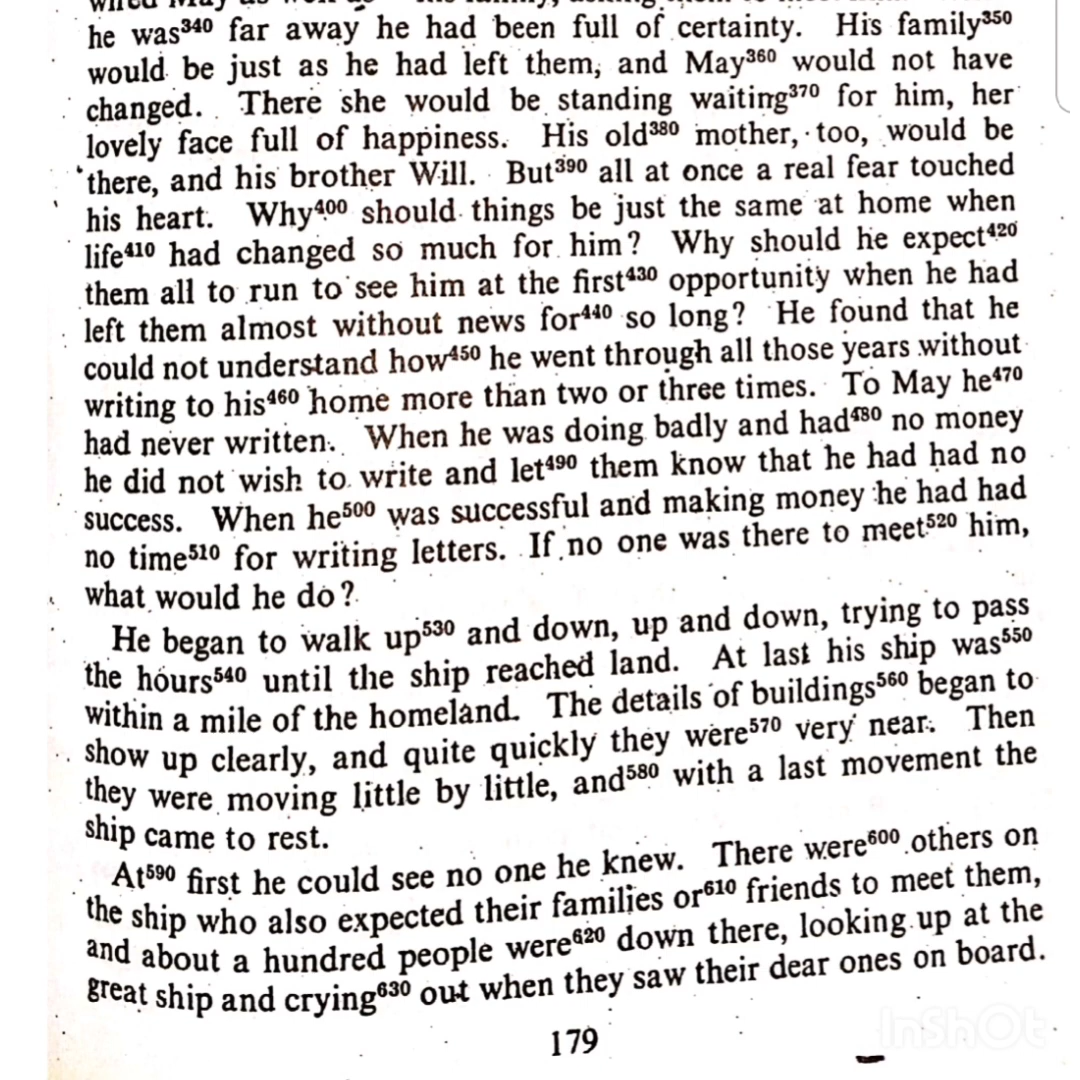 he was³⁴⁰ far away he had been full of certainty. His family³⁵⁰
would be just as he had left them, and May³⁶⁰ would not have
changed. There she would be standing waiting³⁷⁰ for him, her
lovely face full of happiness. His old³⁸⁰ mother, too, would be
there, and his brother Will. But³⁹⁰ all at once a real fear touched
his heart. Why⁴⁰⁰ should things be just the same at home when
life⁴¹⁰ had changed so much for him? Why should he expect⁴²⁰
them all to run to see him at the first⁴³⁰ opportunity when he had
left them almost without news for⁴⁴⁰ so long? He found that he
could not understand how⁴⁵⁰ he went through all those years without
writing to his⁴⁶⁰ home more than two or three times. To May he⁴⁷⁰
had never written. When he was doing badly and had⁴⁸⁰ no money
he did not wish to write and let⁴⁹⁰ them know that he had had no
success. When he⁵⁰⁰ was successful and making money he had had
no time⁵¹⁰ for writing letters. If no one was there to meet⁵²⁰ him,
what would he do?
He began to walk up⁵³⁰ and down, up and down, trying to pass
the hours⁵⁴⁰ until the ship reached land. At last his ship was⁵⁵⁰
within a mile of the homeland. The details of buildings⁵⁶⁰ began to
show up clearly, and quite quickly they were⁵⁷⁰ very near. Then
they were moving little by little, and⁵⁸⁰ with a last movement the
ship came to rest.
At⁵⁹⁰ first he could see no one he knew. There were⁶⁰⁰ others on
the ship who also expected their families or⁶¹⁰ friends to meet them,
and about a hundred people were⁶²⁰ down there, looking up at the
great ship and crying⁶³⁰ out when they saw their dear ones on board.
179
InShOt